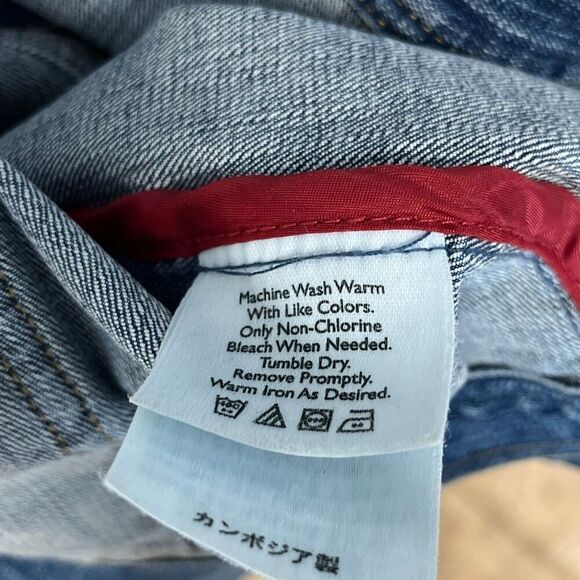 Machine Wash Warm
With Like Colors.
Only Non-Chlorine
Bleach When Needed.
Tumble Dry.
Remove Promptly.
Warm Iron As Desired.
カンボジア製